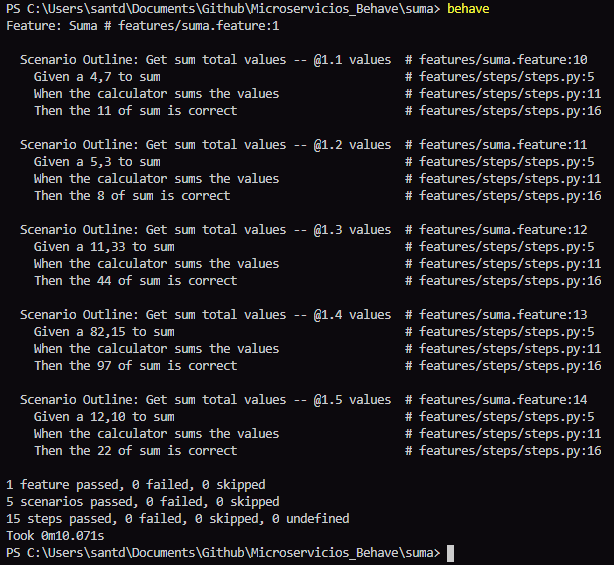 PS C:\Users\santd\Documents\Github\Microservicios_Behave\suma> behave
Feature: Suma # features/suma.feature:1
Scenario Outline: Get sum total values -- @1.1 values  # features/suma.feature:10
Given a 4,7 to sum  # features/steps/steps.py:5
When the calculator sums the values  # features/steps/steps.py:11
Then the 11 of sum is correct  # features/steps/steps.py:16
Scenario Outline: Get sum total values -- @1.2 values  # features/suma.feature:11
Given a 5,3 to sum  # features/steps/steps.py:5
When the calculator sums the values  # features/steps/steps.py:11
Then the 8 of sum is correct  # features/steps/steps.py:16
Scenario Outline: Get sum total values -- @1.3 values  # features/suma.feature:12
Given a 11,33 to sum  # features/steps/steps.py:5
When the calculator sums the values  # features/steps/steps.py:11
Then the 44 of sum is correct  # features/steps/steps.py:16
Scenario Outline: Get sum total values -- @1.4 values  # features/suma.feature:13
Given a 82,15 to sum  # features/steps/steps.py:5
When the calculator sums the values  # features/steps/steps.py:11
Then the 97 of sum is correct  # features/steps/steps.py:16
Scenario Outline: Get sum total values -- @1.5 values  # features/suma.feature:14
Given a 12,10 to sum  # features/steps/steps.py:5
When the calculator sums the values  # features/steps/steps.py:11
Then the 22 of sum is correct  # features/steps/steps.py:16
1 feature passed, 0 failed, 0 skipped
5 scenarios passed, 0 failed, 0 skipped
15 steps passed, 0 failed, 0 skipped, 0 undefined
Took 0m10.071s
PS C:\Users\santd\Documents\Github\Microservicios_Behave\suma>